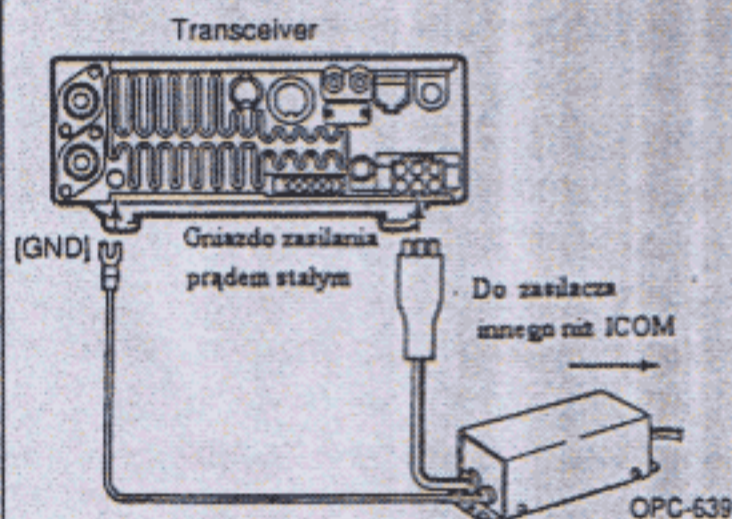 Transceiver
[GND]
Gniazdo zasilania
prądem stałym
Do zasilacza
innego niż ICOM
OPC-639